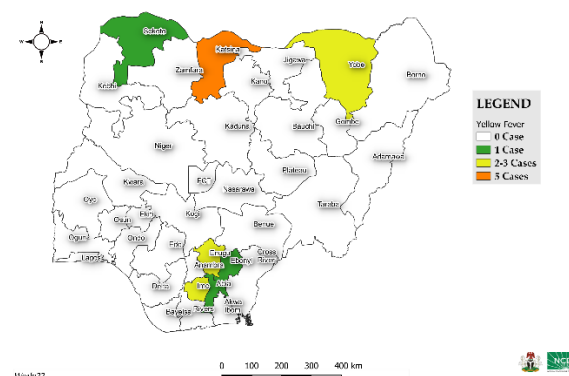 N
W
E
S
Sokoto
Katsina
Jigawa
Yobe
Borno
Zamfara
Kebbi
Kano
Gombe
Kaduna
Bauchi
Niger
Adamawa
Plateau
FCT
Nasarawa
Kwara
Oyo
Taraba
Ekiti
Osun
Kogi
Benue
Ogun
Ondo
Edo
Lagos
Enugu
Anambra
Ebonyi
Cross
River
Delta
Imo
Abia
Akwa
Ibom
Bayelsa
Rivers
LEGEND
Yellow Fever
0 Case
1 Case
2-3 Cases
5 Cases
0 100 200 300 400 km
NCD